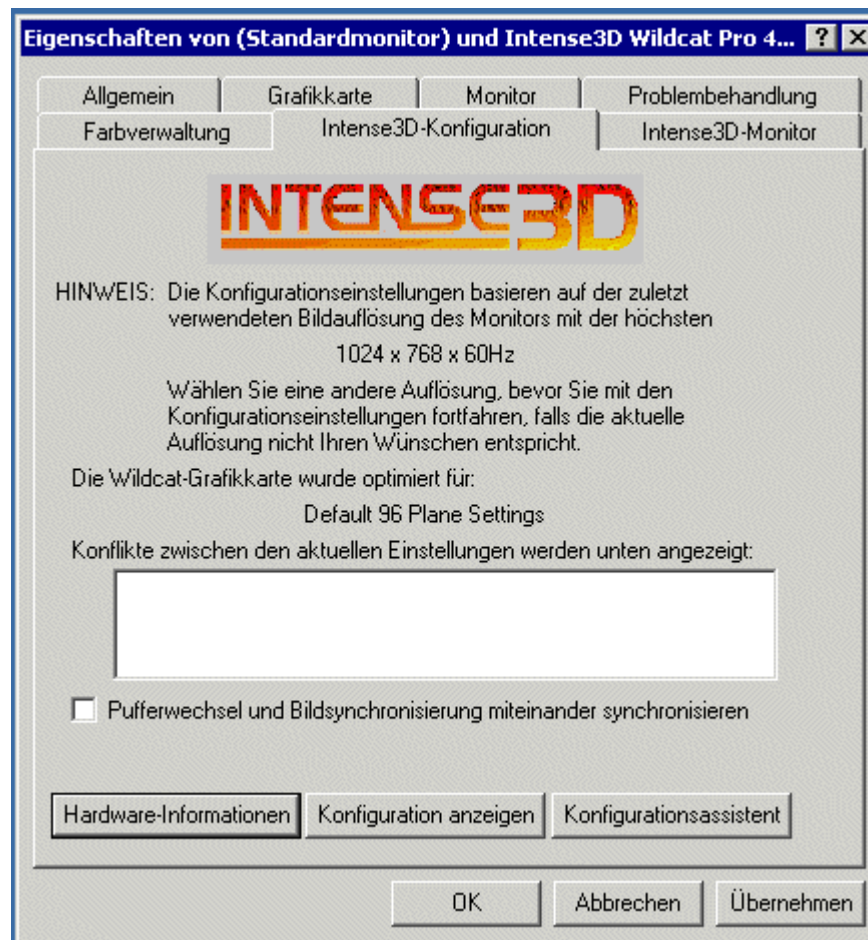 Eigenschaften von (Standardmonitor) und Intense3D Wildcat Pro 4...
Allgemein
Grafikkarte
Monitor
Problembehandlung
Farbverwaltung
Intense3D-Konfiguration
Intense3D-Monitor
INTENSE3D
HINWEIS: Die Konfigurationseinstellungen basieren auf der zuletzt
verwendeten Bildauflösung des Monitors mit der höchsten
1024 x 768 x 60Hz
Wählen Sie eine andere Auflösung, bevor Sie mit den
Konfigurationseinstellungen fortfahren, falls die aktuelle
Auflösung nicht Ihren Wünschen entspricht.
Die Wildcat-Grafikkarte wurde optimiert für:
Default 96 Plane Settings
Konflikte zwischen den aktuellen Einstellungen werden unten angezeigt:
Pufferwechsel und Bildsynchronisierung miteinander synchronisieren
Hardware-Informationen
Konfiguration anzeigen
Konfigurationsassistent
OK
Abbrechen
Übernehmen